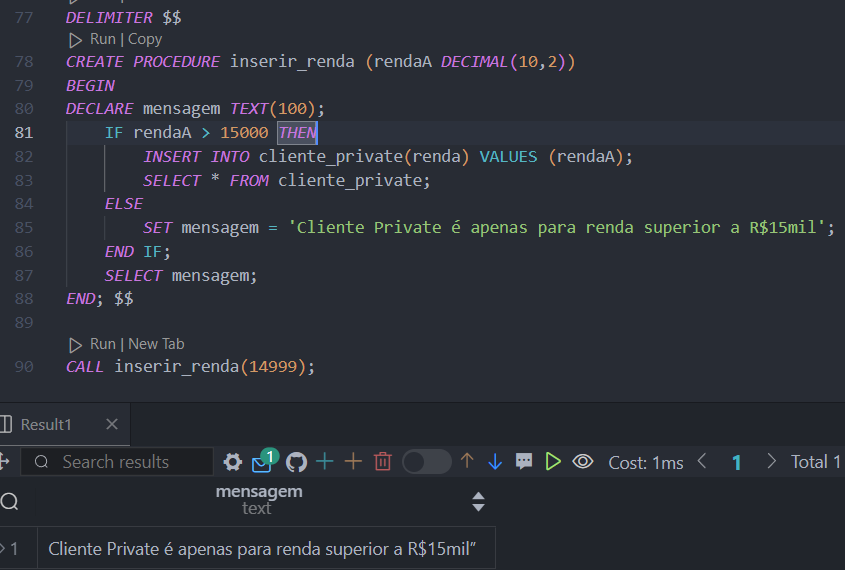 77 DELIMITER $$
Run | Copy
78 CREATE PROCEDURE inserir_renda (rendaA DECIMAL(10,2))
79 BEGIN
80 DECLARE mensagem TEXT(100);
81 IF rendaA > 15000 THEN
82 INSERT INTO cliente_private(renda) VALUES (rendaA);
83 SELECT * FROM cliente_private;
84 ELSE
85 SET mensagem = 'Cliente Private é apenas para renda superior a R$15mil';
86 END IF;
87 SELECT mensagem;
88 END; $$
89
Run | New Tab
90 CALL inserir_renda(14999);
Result1
Search results 1 Cost: 1ms < 1 > Total 1
mensagem
text
1 Cliente Private é apenas para renda superior a R$15mil”